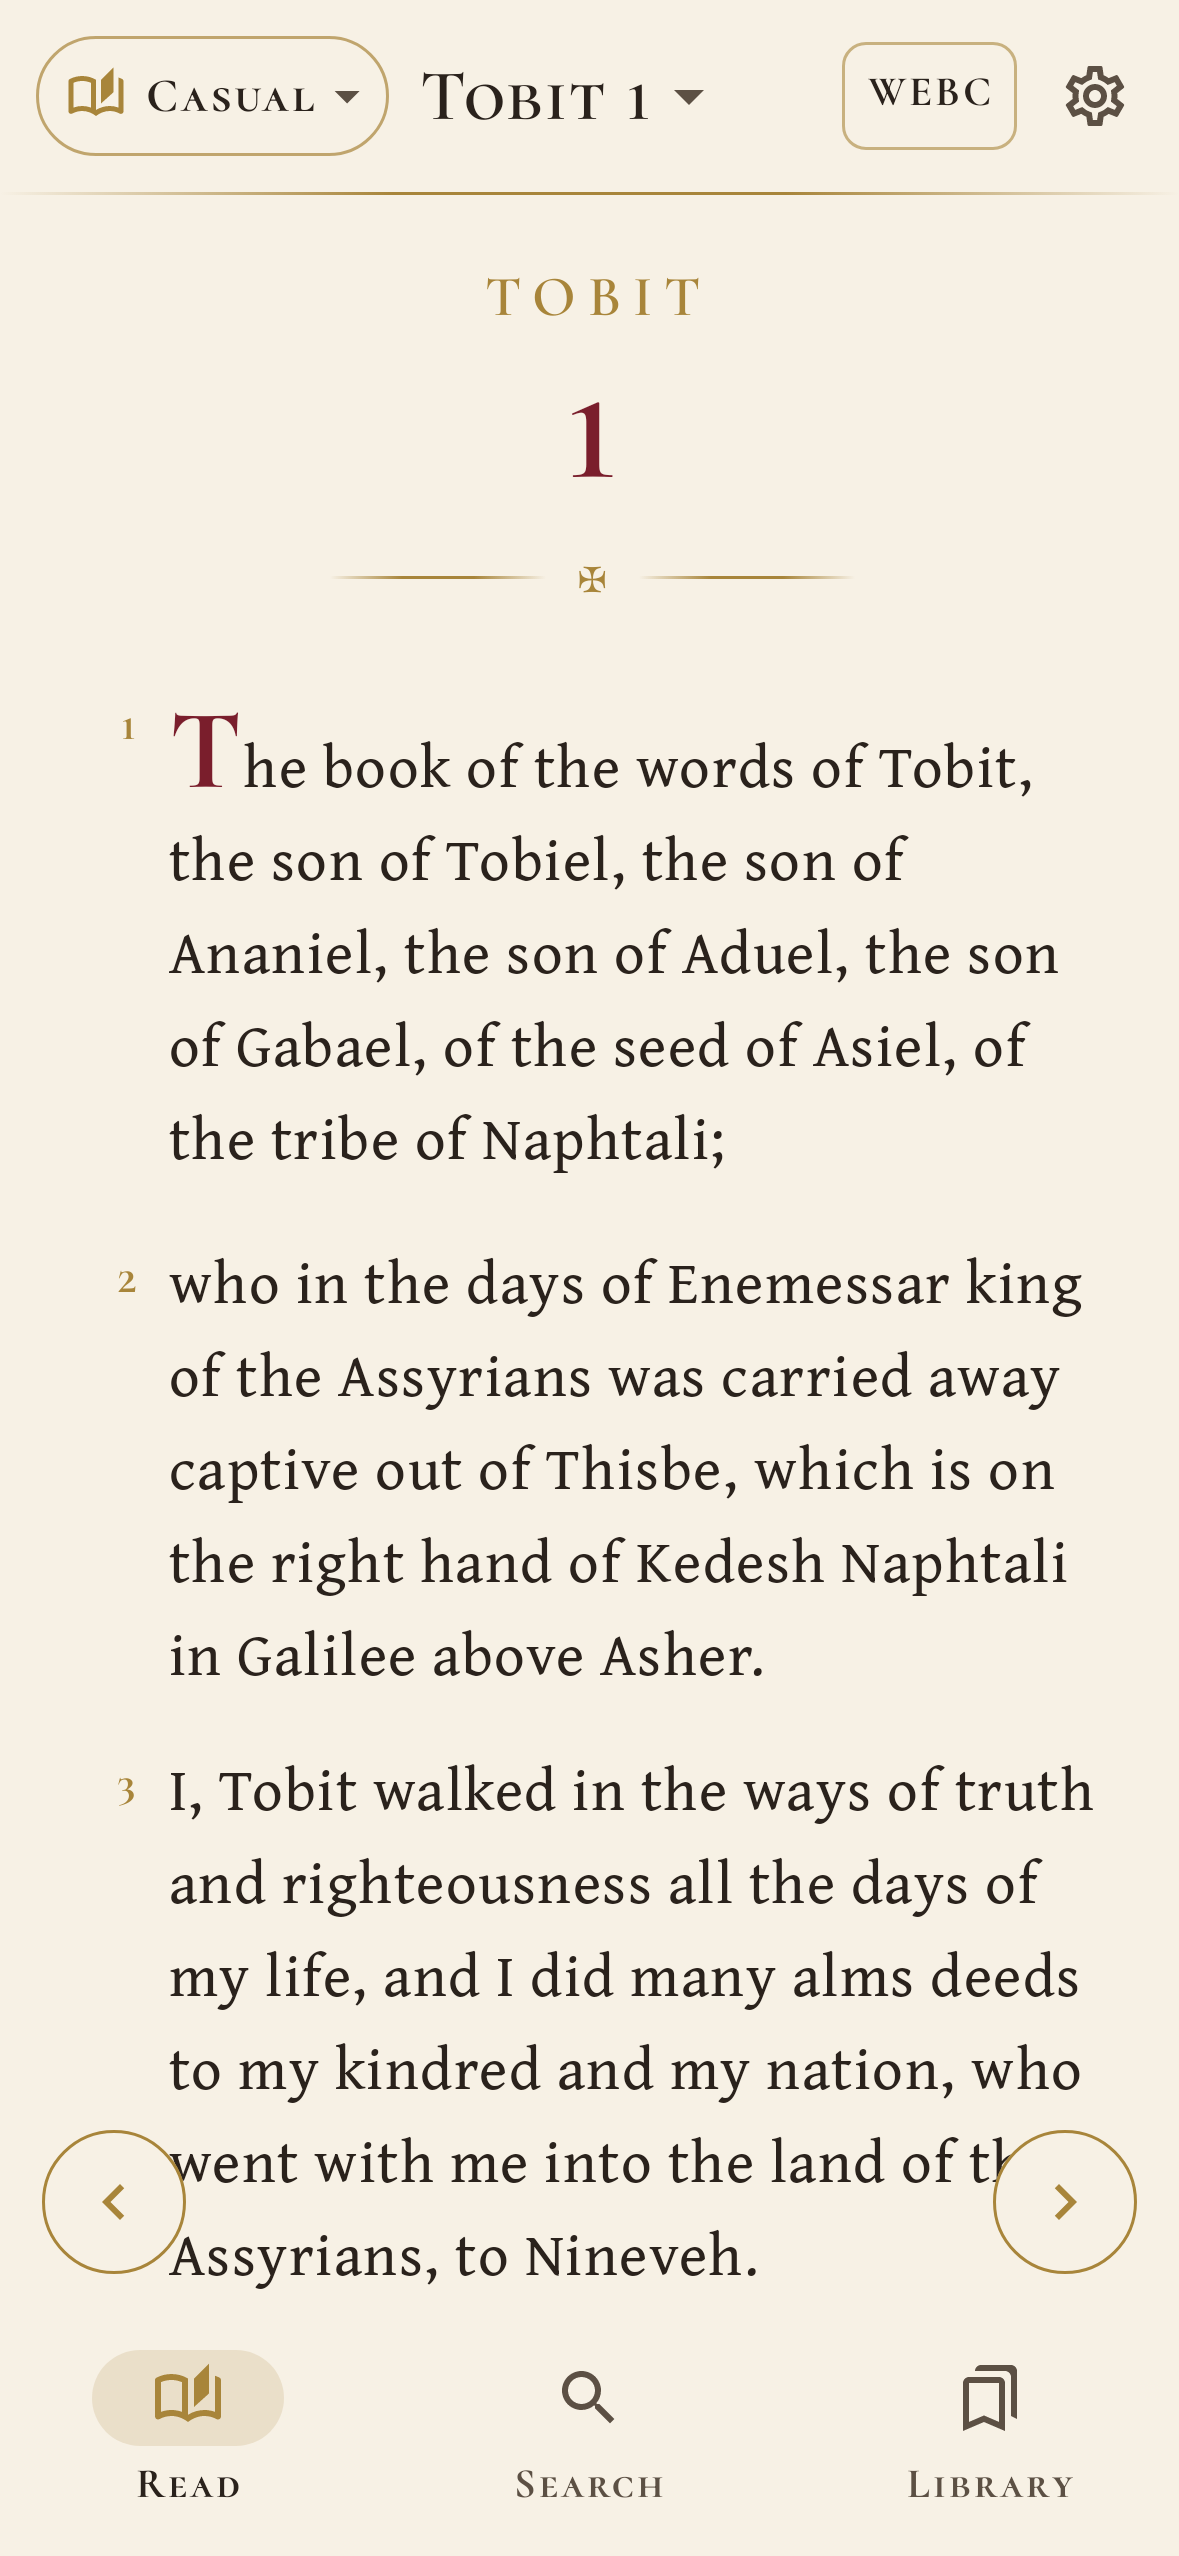 Casual
Tobit 1
WEBC
TOBIT
1
✠
1 The book of the words of Tobit,
the son of Tobiel, the son of
Ananiel, the son of Aduel, the son
of Gabael, of the seed of Asiel, of
the tribe of Naphtali;
2 who in the days of Enemessar king
of the Assyrians was carried away
captive out of Thisbe, which is on
the right hand of Kedesh Naphtali
in Galilee above Asher.
3 I, Tobit walked in the ways of truth
and righteousness all the days of
my life, and I did many alms deeds
to my kindred and my nation, who
went with me into the land of
Assyrians, to Nineveh.
Read
Search
Library